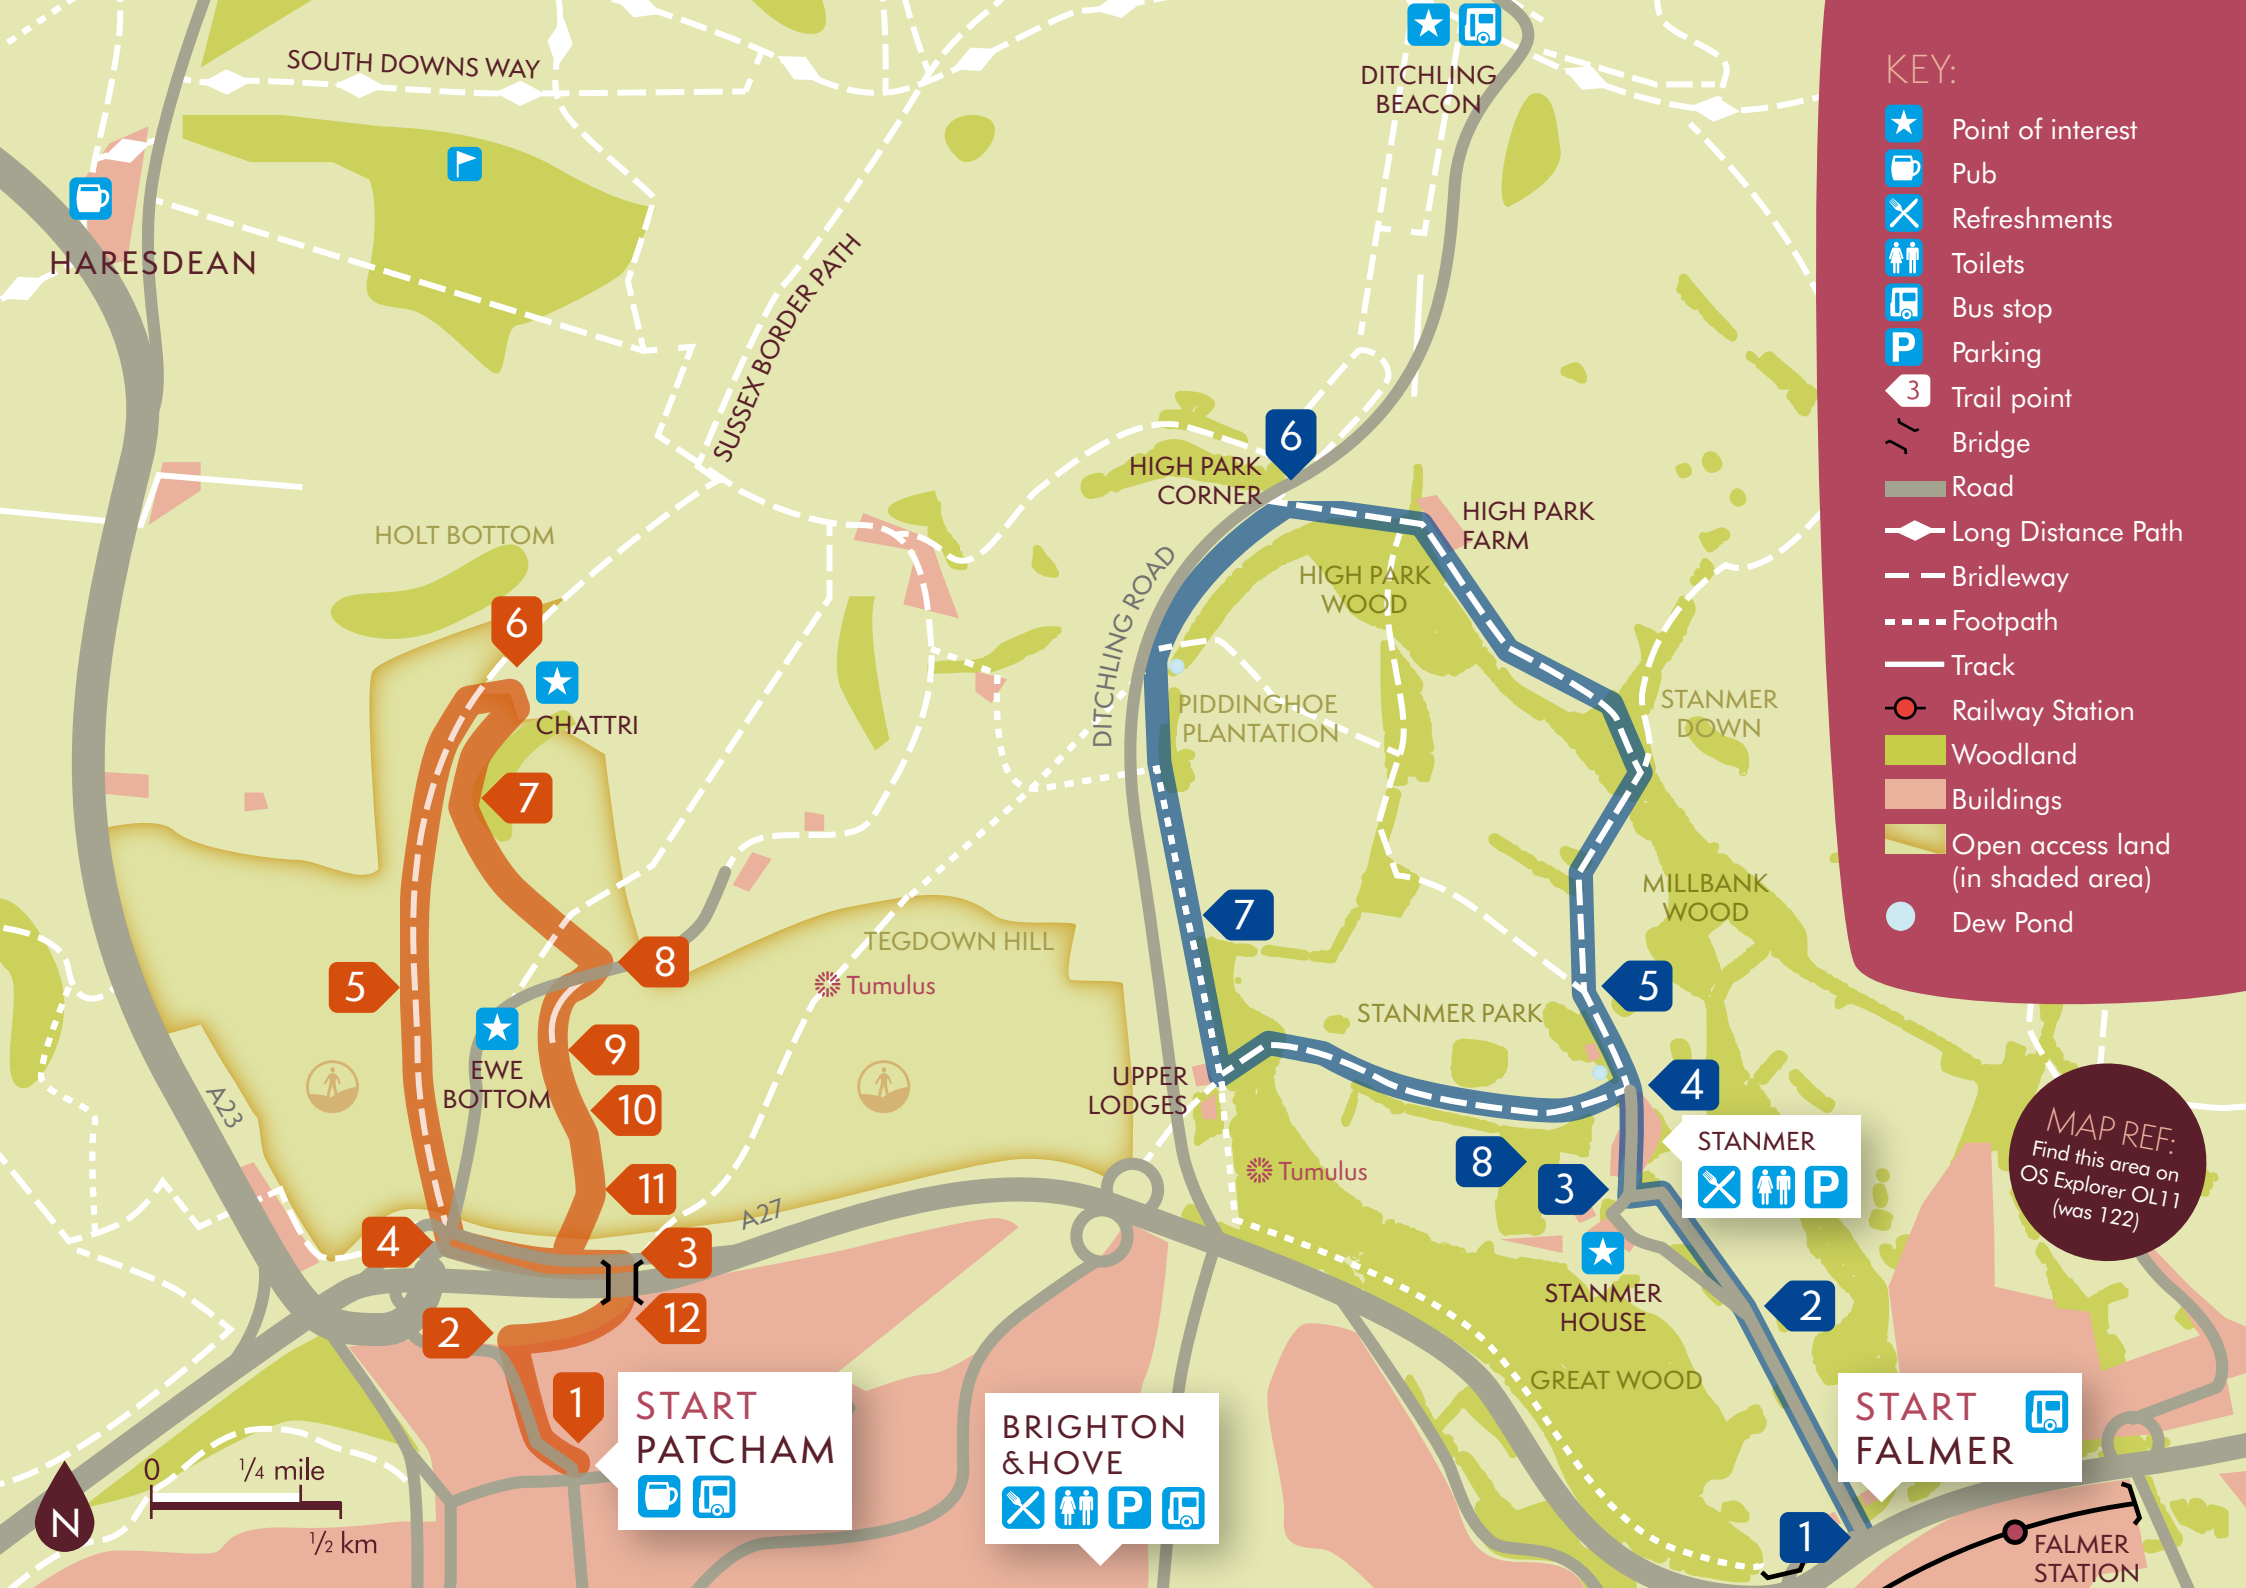 SOUTH DOWNS WAY
DITCHLING
BEACON
HARESDEAN
SUSSEX BORDER PATH
HOLT BOTTOM
6
CHATTRI
7
5
8
EWE
BOTTOM
9
10
11
4
3
12
2
1
START
PATCHAM
A23
A27
TEGDOWN HILL
Tumulus
6
HIGH PARK
CORNER
HIGH PARK
FARM
HIGH PARK
WOOD
DITCHLING ROAD
PIDDINGHOE
PLANTATION
STANMER
DOWN
MILLBANK
WOOD
7
5
STANMER PARK
UPPER
LODGES
4
STANMER
P
8
3
Tumulus
STANMER
HOUSE
2
GREAT WOOD
START
FALMER
1
FALMER
STATION
BRIGHTON
&HOVE
P
0
1/4 mile
1/2 km
N
KEY:
Point of interest
Pub
Refreshments
Toilets
Bus stop
P Parking
3 Trail point
Bridge
Road
Long Distance Path
Bridleway
Footpath
Track
Railway Station
Woodland
Buildings
Open access land
(in shaded area)
Dew Pond
MAP REF:
Find this area on
OS Explorer OL11
(was 122)